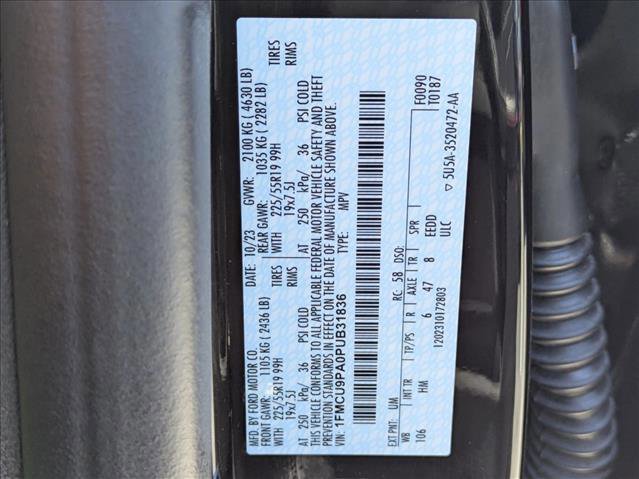 MFD. BY FORD MOTOR CO.
DATE: 10/23 GVWR: 2100 KG ( 4630 LB)
FRONT GAWR: 1105 KG ( 2436 LB) REAR GAWR: 1035 KG ( 2282 LB)
WITH 225/55R19 99H TIRES WITH 225/55R19 99H TIRES
19x7.5J RIMS 19x7.5J RIMS
AT 250 kPa/ 36 PSI COLD AT 250 kPa/ 36 PSI COLD
THIS VEHICLE CONFORMS TO ALL APPLICABLE FEDERAL MOTOR VEHICLE SAFETY AND THEFT
PREVENTION STANDARDS IN EFFECT ON THE DATE OF MANUFACTURE SHOWN ABOVE.
VIN: 1FMCU9PA0PUB31836 TYPE: MPV
F0090
T0187
EXT PNT: UM RC: 58 DSO:
WB INT TR TP/PS R AXLE TR SPR
106 HM 6 47 8 EEDD
ULC
1202310172803
▽ 5U5A-3520472-AA